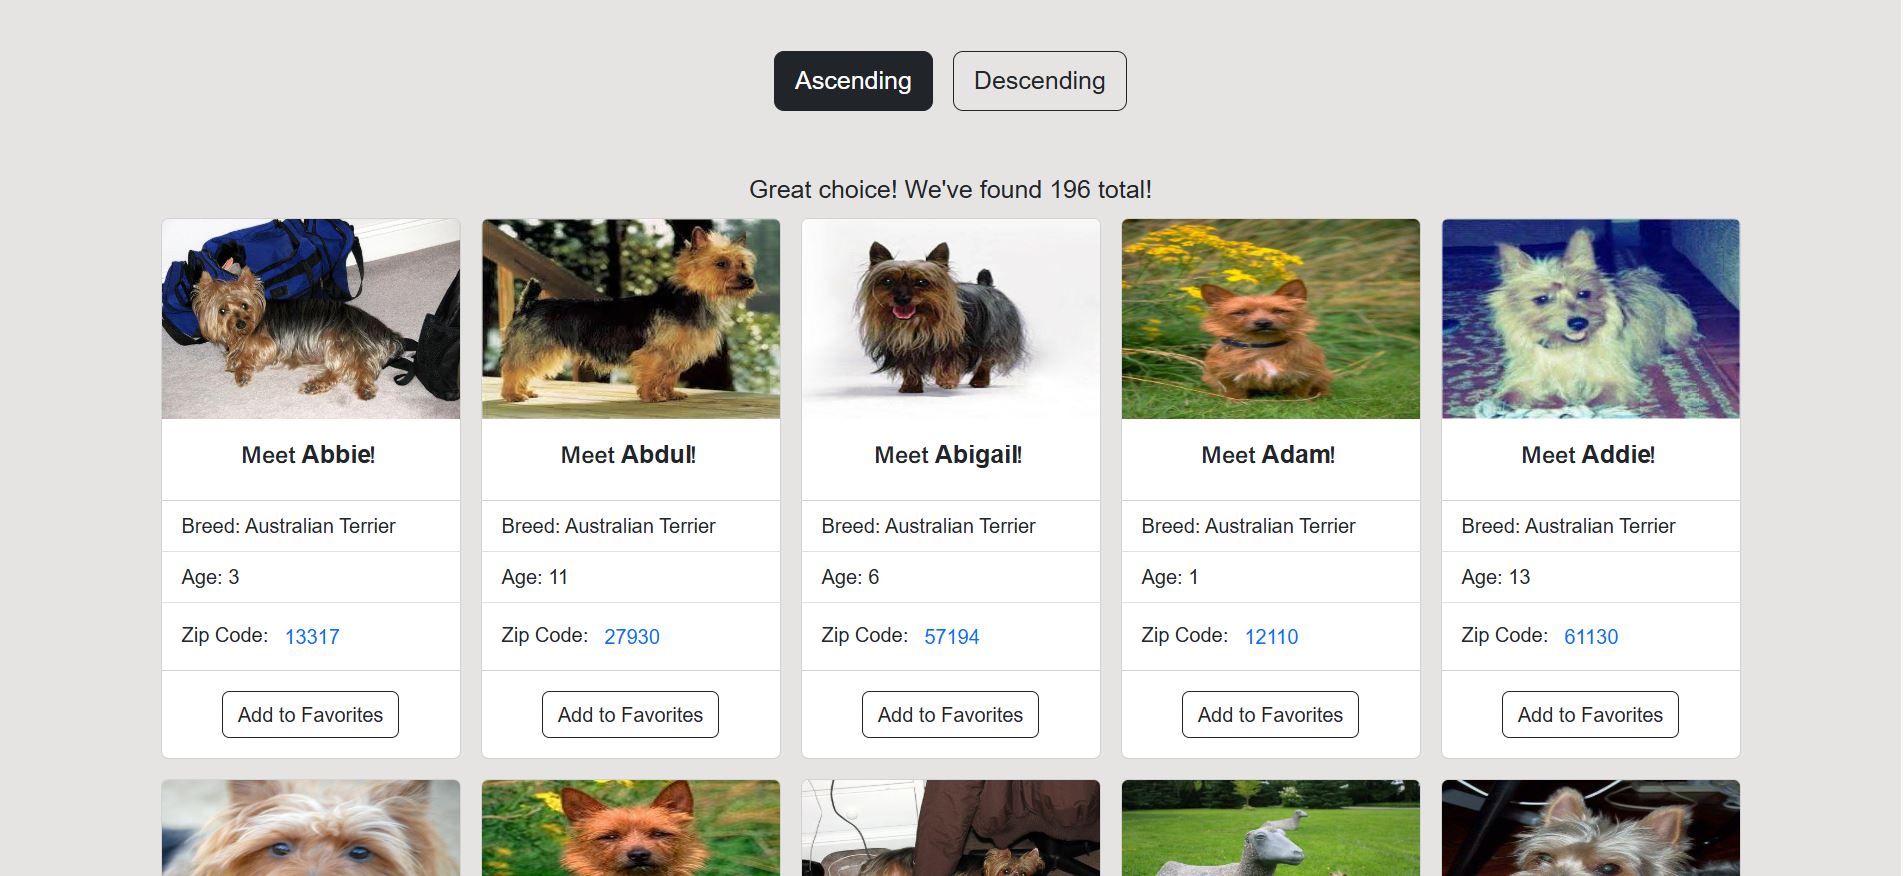 Ascending Descending
Great choice! We've found 196 total!
Meet Abbie!
Breed: Australian Terrier
Age: 3
Zip Code: 13317
Add to Favorites
Meet Abdul!
Breed: Australian Terrier
Age: 11
Zip Code: 27930
Add to Favorites
Meet Abigail!
Breed: Australian Terrier
Age: 6
Zip Code: 57194
Add to Favorites
Meet Adam!
Breed: Australian Terrier
Age: 1
Zip Code: 12110
Add to Favorites
Meet Addie!
Breed: Australian Terrier
Age: 13
Zip Code: 61130
Add to Favorites